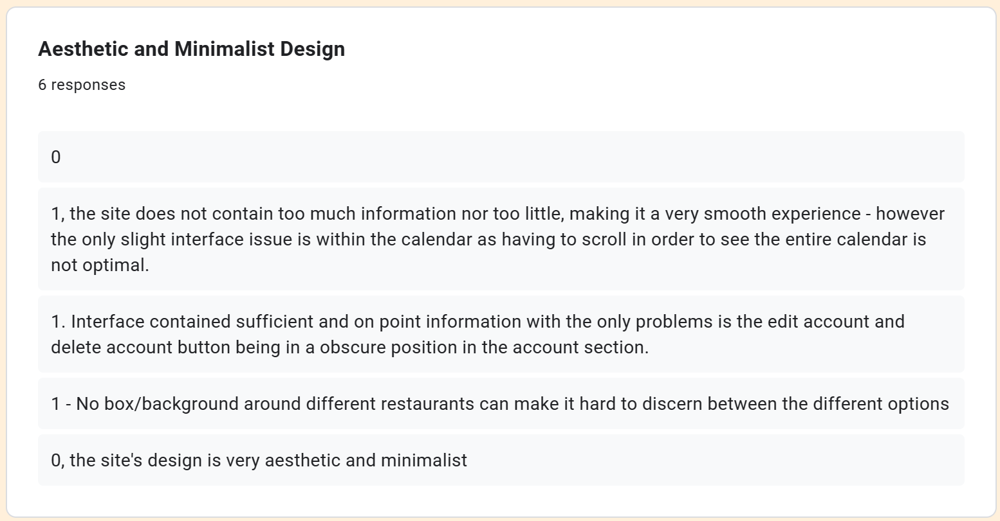 Aesthetic and Minimalist Design
6 responses
0
1, the site does not contain too much information nor too little, making it a very smooth experience - however
the only slight interface issue is within the calendar as having to scroll in order to see the entire calendar is
not optimal.
1. Interface contained sufficient and on point information with the only problems is the edit account and
delete account button being in a obscure position in the account section.
1 - No box/background around different restaurants can make it hard to discern between the different options
0, the site's design is very aesthetic and minimalist